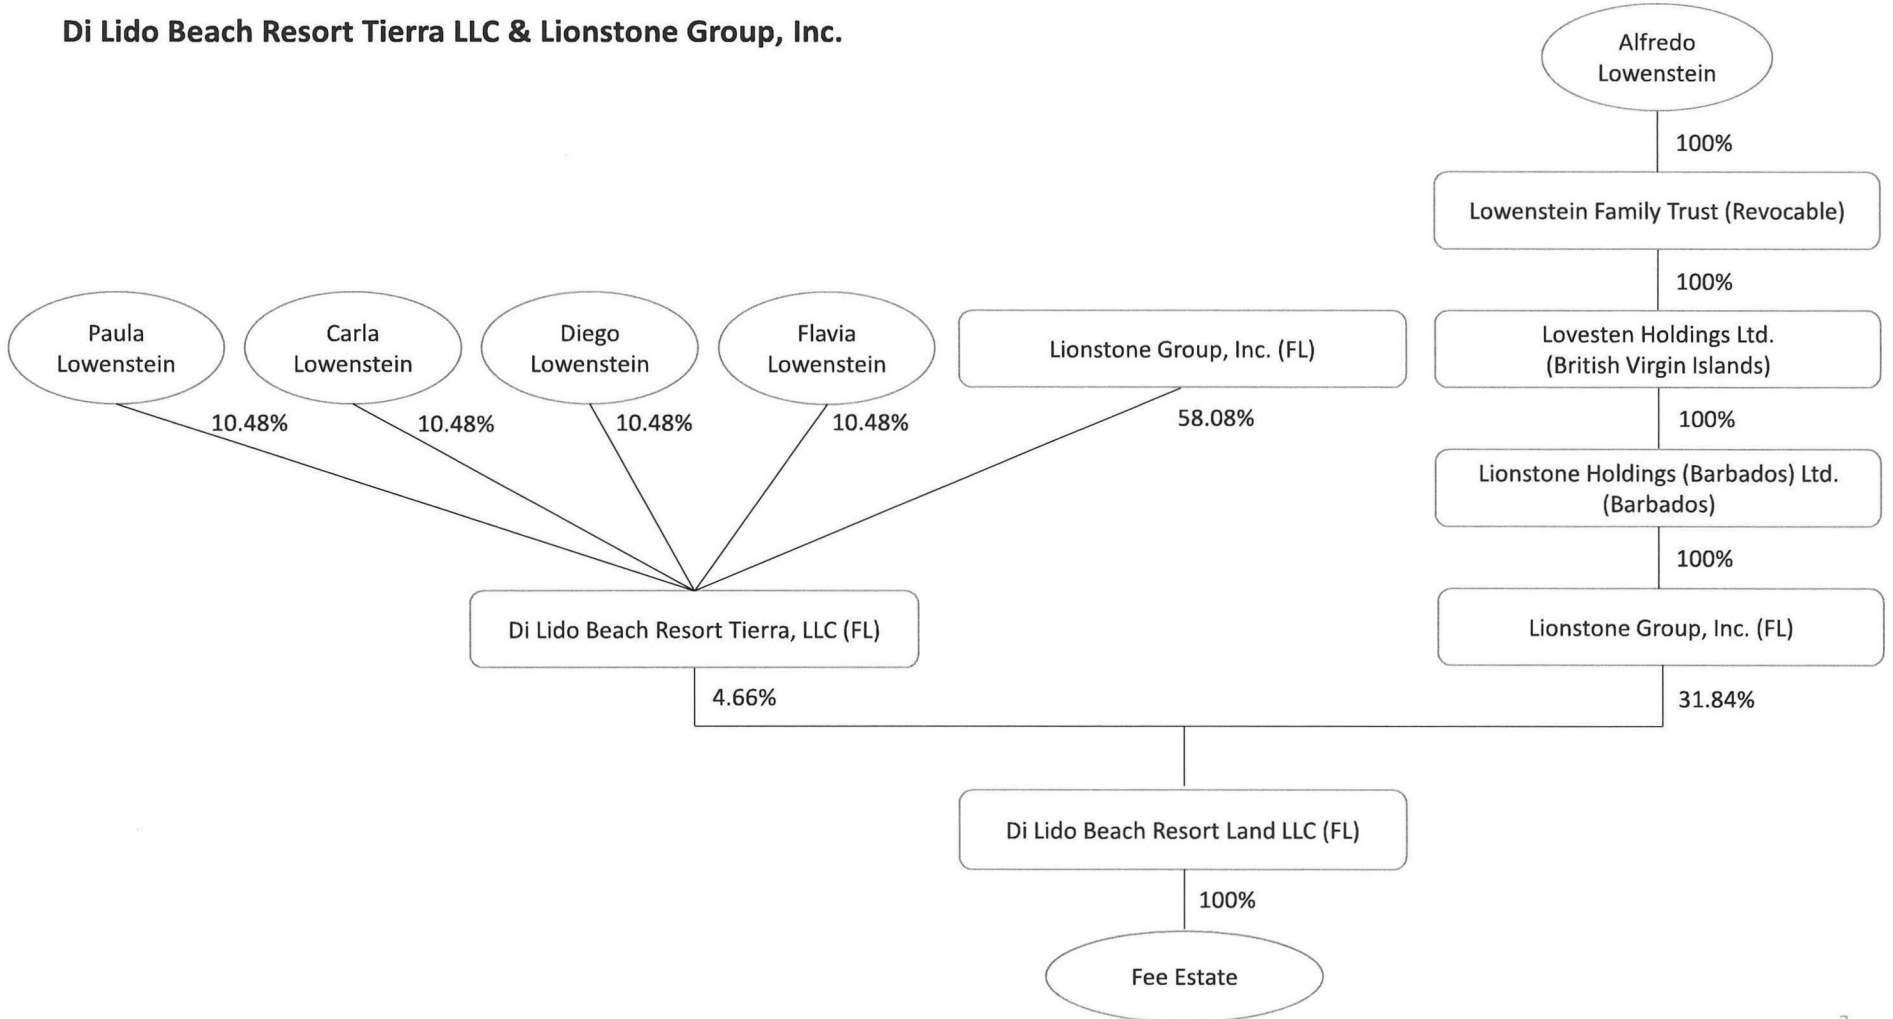 Di Lido Beach Resort Tierra LLC & Lionstone Group, Inc.
Alfredo
Lowenstein
100%
Lowenstein Family Trust (Revocable)
100%
Paula
Lowenstein
Carla
Lowenstein
Diego
Lowenstein
Flavia
Lowenstein
Lionstone Group, Inc. (FL)
Lovesten Holdings Ltd.
(British Virgin Islands)
10.48%
10.48%
10.48%
10.48%
58.08%
100%
Lionstone Holdings (Barbados) Ltd.
(Barbados)
100%
Di Lido Beach Resort Tierra, LLC (FL)
Lionstone Group, Inc. (FL)
4.66%
31.84%
Di Lido Beach Resort Land LLC (FL)
100%
Fee Estate